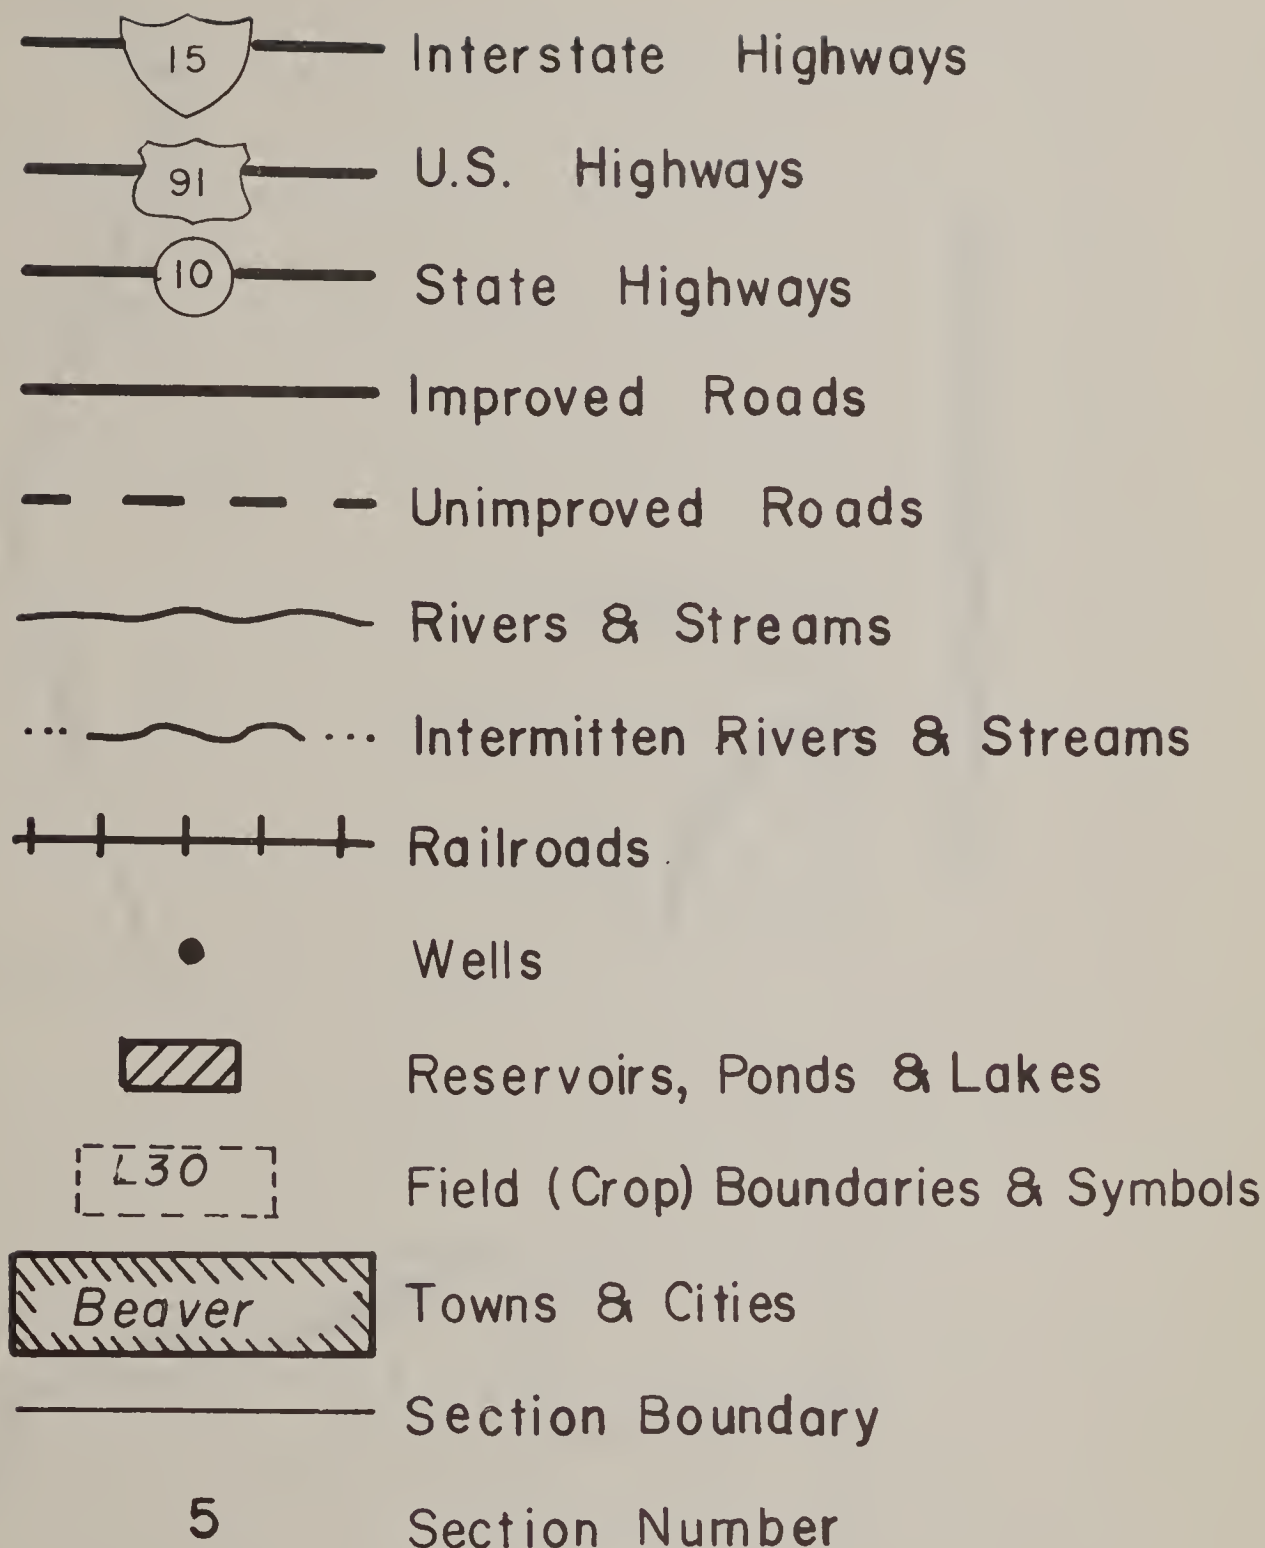 15 Interstate Highways
91 U.S. Highways
10 State Highways
Improved Roads
Unimproved Roads
Rivers & Streams
Intermitten Rivers & Streams
Railroads
Wells
Reservoirs, Ponds & Lakes
L30 Field (Crop) Boundaries & Symbols
Beaver Towns & Cities
Section Boundary
5 Section Number